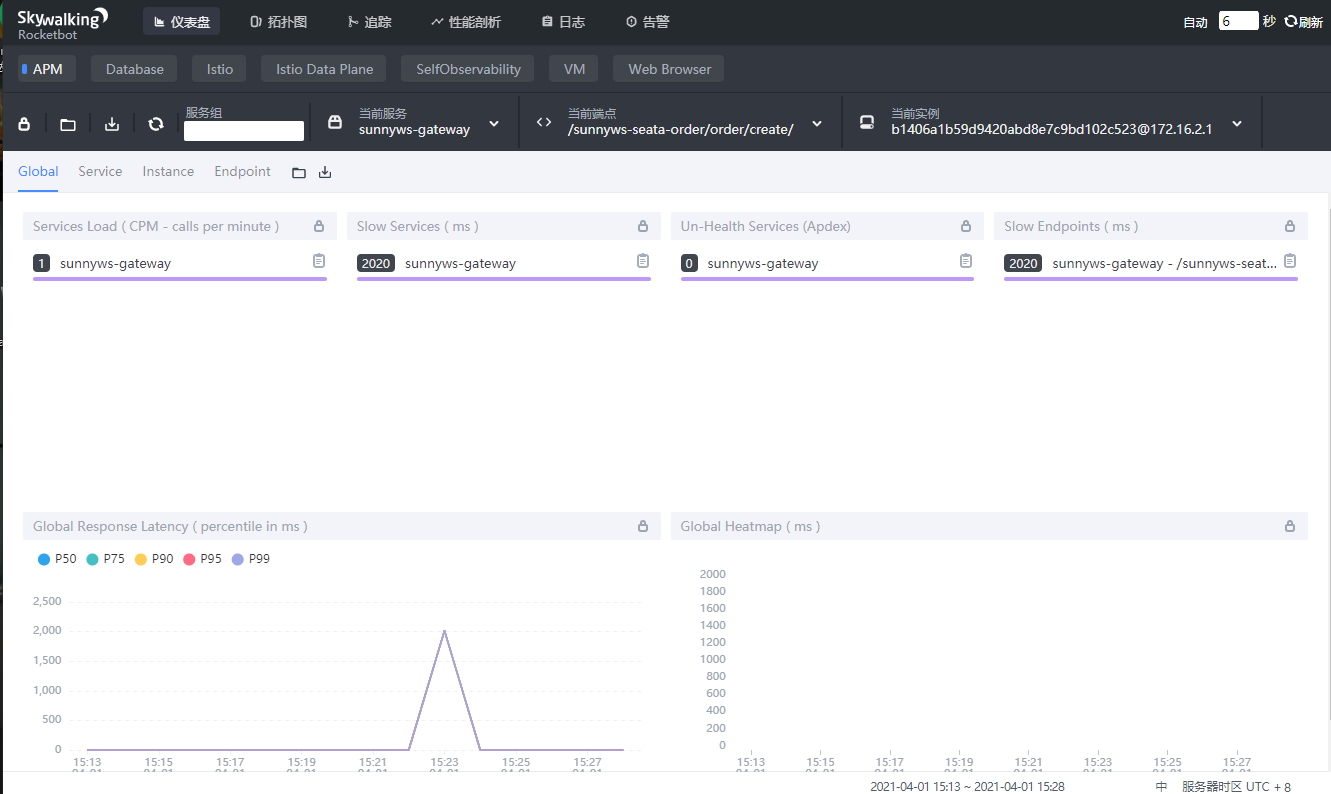 Skywalking
Rocketbot
仪表盘 拓扑图 追踪 性能剖析 日志 告警
自动 6 秒 刷新
APM Database Istio Istio Data Plane SelfObservability VM Web Browser
服务组
当前服务
sunnyws-gateway
当前端点
/sunnyws-seata-order/order/create/
当前实例
b1406a1b59d9420abd8e7c9bd102c523@172.16.2.1
Global Service Instance Endpoint
Services Load ( CPM - calls per minute )
1 sunnyws-gateway
Slow Services ( ms )
2020 sunnyws-gateway
Un-Health Services (Apdex)
0 sunnyws-gateway
Slow Endpoints ( ms )
2020 sunnyws-gateway - /sunnyws-seat...
Global Response Latency ( percentile in ms )
P50 P75 P90 P95 P99
2,500
2,000
1,500
1,000
500
0
15:13 15:15 15:17 15:19 15:21 15:23 15:25 15:27
04-01 04-01 04-01 04-01 04-01 04-01 04-01 04-01
Global Heatmap ( ms )
2000
1800
1600
1400
1200
1000
800
600
400
200
0
15:13 15:15 15:17 15:19 15:21 15:23 15:25 15:27
04-01 04-01 04-01 04-01 04-01 04-01 04-01 04-01
2021-04-01 15:13 ~ 2021-04-01 15:28
中 服务器时区 UTC + 8